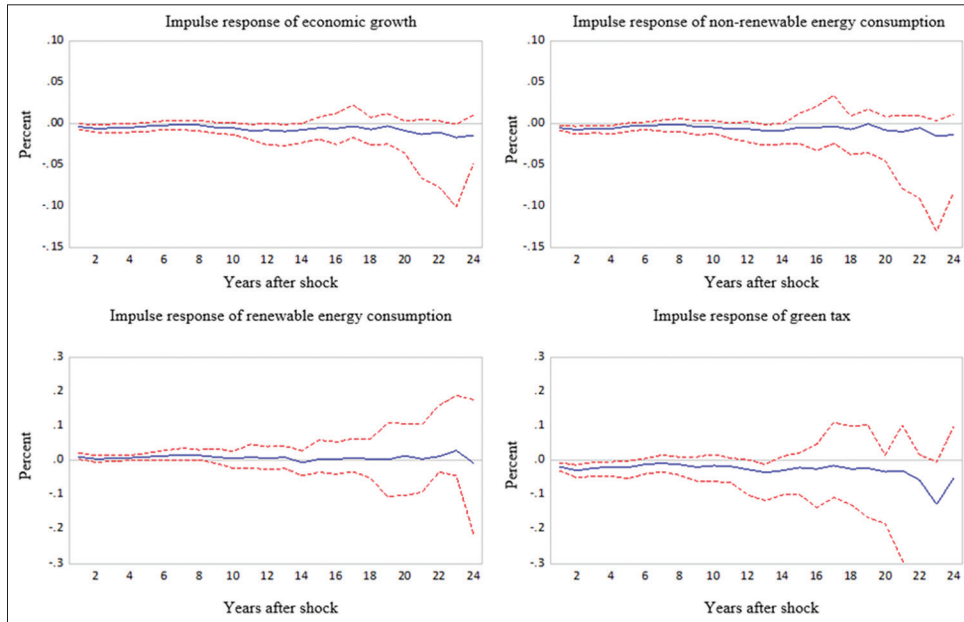 Impulse response of economic growth
.10
.05
.00
-.05
-.10
-.15
Percent
2 4 6 8 10 12 14 16 18 20 22 24
Years after shock
Impulse response of non-renewable energy consumption
.10
.05
.00
-.05
-.10
-.15
Percent
2 4 6 8 10 12 14 16 18 20 22 24
Years after shock
Impulse response of renewable energy consumption
.3
.2
.1
.0
-.1
-.2
-.3
Percent
2 4 6 8 10 12 14 16 18 20 22 24
Years after shock
Impulse response of green tax
.3
.2
.1
.0
-.1
-.2
-.3
Percent
2 4 6 8 10 12 14 16 18 20 22 24
Years after shock